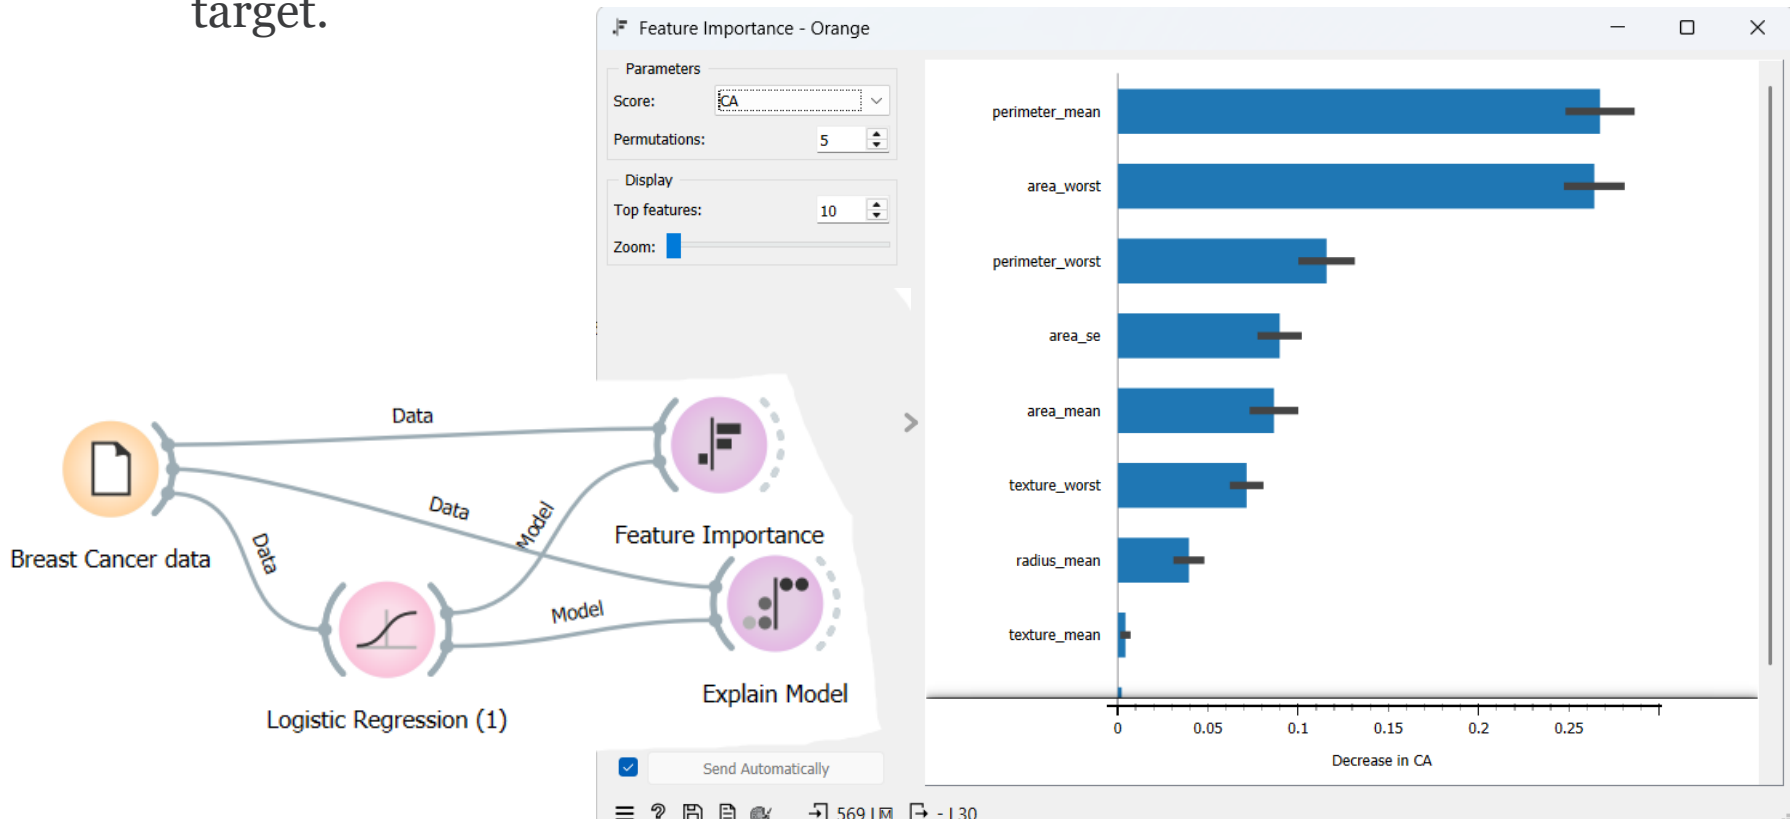 target.
Feature Importance - Orange
Parameters
Score: CA
Permutations: 5
Display
Top features: 10
Zoom:
perimeter_mean
area_worst
perimeter_worst
area_se
area_mean
texture_worst
radius_mean
texture_mean
0 0.05 0.1 0.15 0.2 0.25
Decrease in CA
Data
Data
Model
Data
Model
Breast Cancer data
Feature Importance
Explain Model
Logistic Regression (1)
Send Automatically
569 | M - | 30